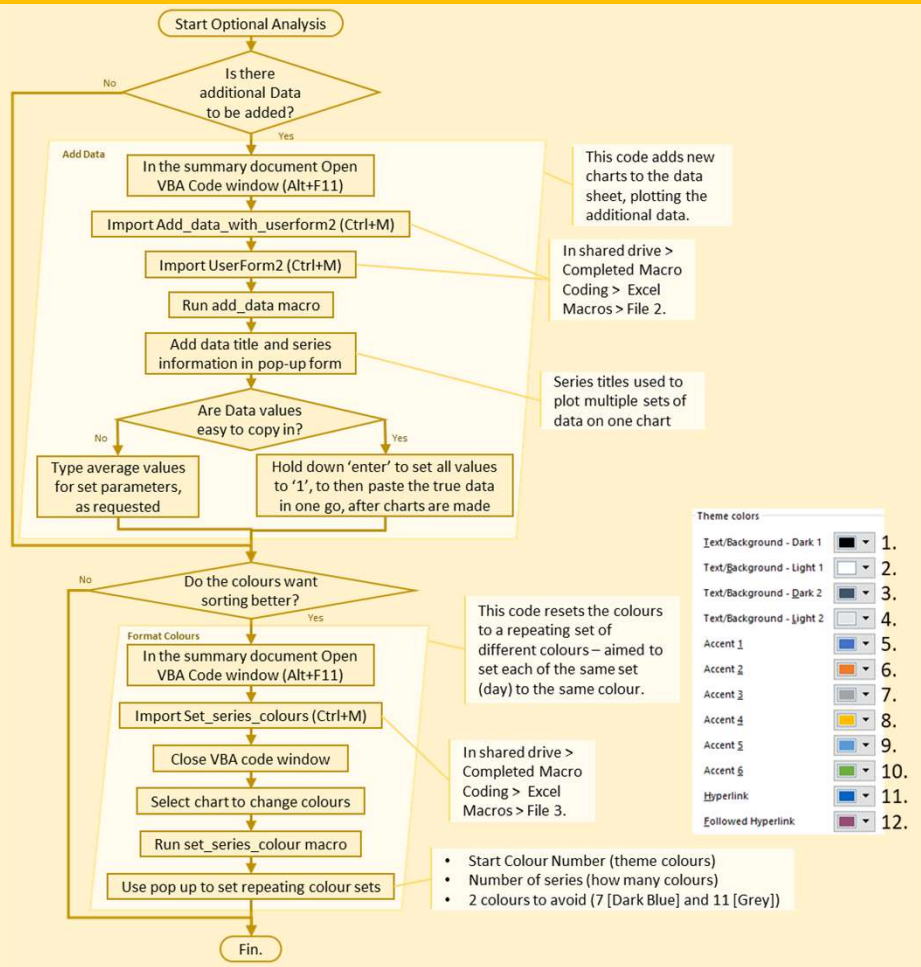 Start Optional Analysis
Is there
additional Data
to be added?
No
Yes
Add Data
In the summary document Open
VBA Code window (Alt+F11)
This code adds new
charts to the data
sheet, plotting the
additional data.
Import Add_data_with_userform2 (Ctrl+M)
Import UserForm2 (Ctrl+M)
In shared drive >
Completed Macro
Coding > Excel
Macros > File 2.
Run add_data macro
Add data title and series
information in pop-up form
Series titles used to
plot multiple sets of
data on one chart
Are Data values
easy to copy in?
No
Yes
Type average values
for set parameters,
as requested
Hold down ‘enter’ to set all values
to ‘1’, to then paste the true data
in one go, after charts are made
Do the colours want
sorting better?
No
Yes
Format Colours
In the summary document Open
VBA Code window (Alt+F11)
This code resets the colours
to a repeating set of
different colours – aimed to
set each of the same set
(day) to the same colour.
Import Set_series_colours (Ctrl+M)
Close VBA code window
In shared drive >
Completed Macro
Coding > Excel
Macros > File 3.
Select chart to change colours
Run set_series_colour macro
Use pop up to set repeating colour sets
• Start Colour Number (theme colours)
• Number of series (how many colours)
• 2 colours to avoid (7 [Dark Blue] and 11 [Grey])
Fin.
Theme colors
Text/Background - Dark 1 1.
Text/Background - Light 1 2.
Text/Background - Dark 2 3.
Text/Background - Light 2 4.
Accent 1 5.
Accent 2 6.
Accent 3 7.
Accent 4 8.
Accent 5 9.
Accent 6 10.
Hyperlink 11.
Followed Hyperlink 12.